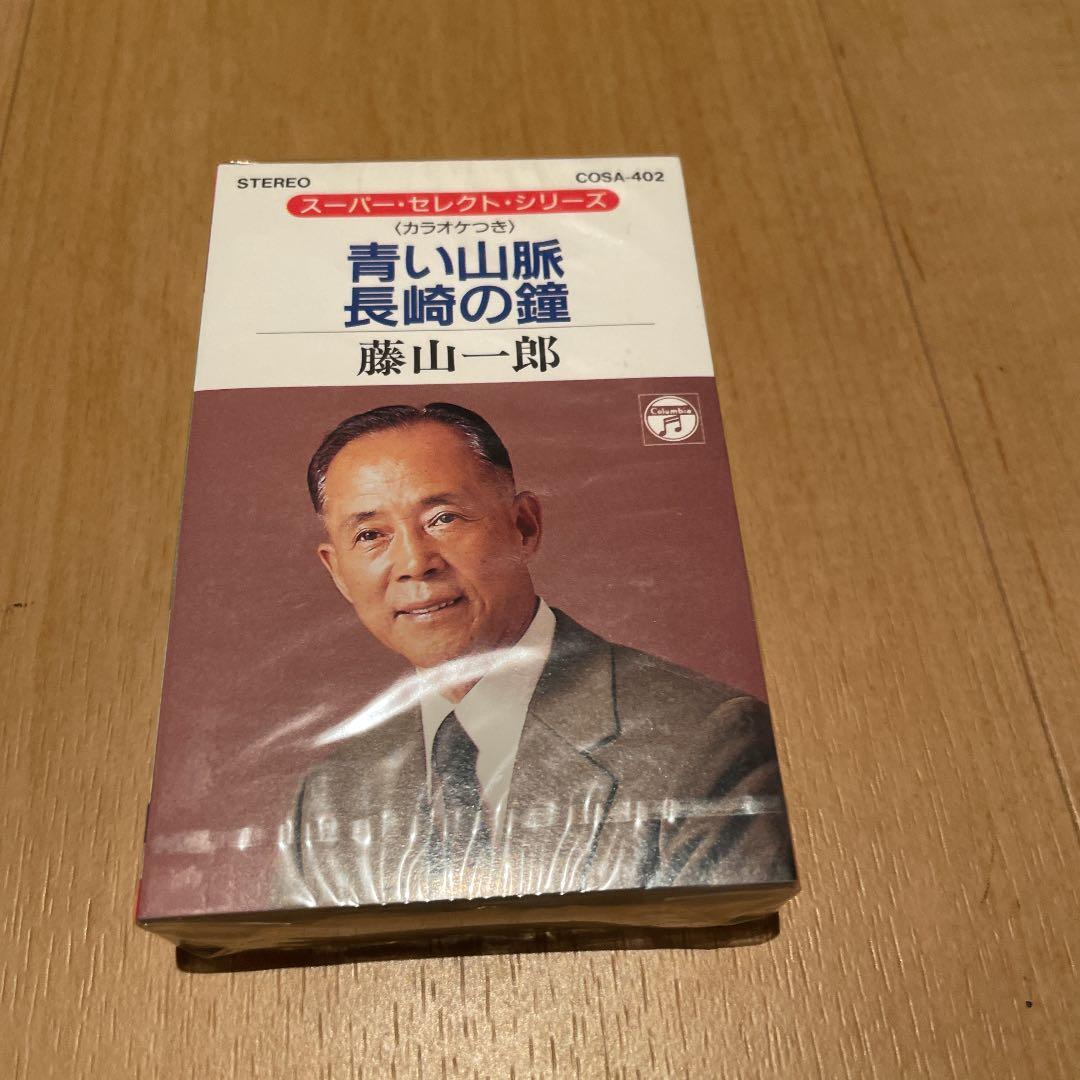 STEREO COSA-402
スーパー・セレクト・シリーズ
〈カラオケつき〉
青い山脈
長崎の鐘
藤山一郎
Columbia